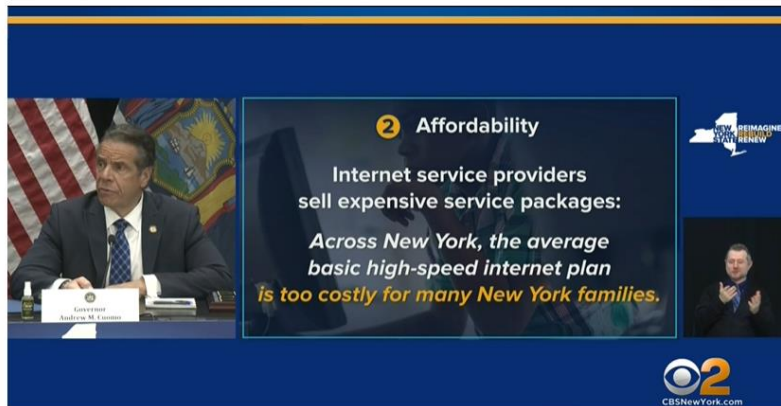 2 Affordability
Internet service providers
sell expensive service packages:
Across New York, the average
basic high-speed internet plan
is too costly for many New York families.
NEW
YORK
STATE
REIMAGINE
REBUILD
RENEW
Governor
Andrew M. Cuomo
2
CBSNewYork.com